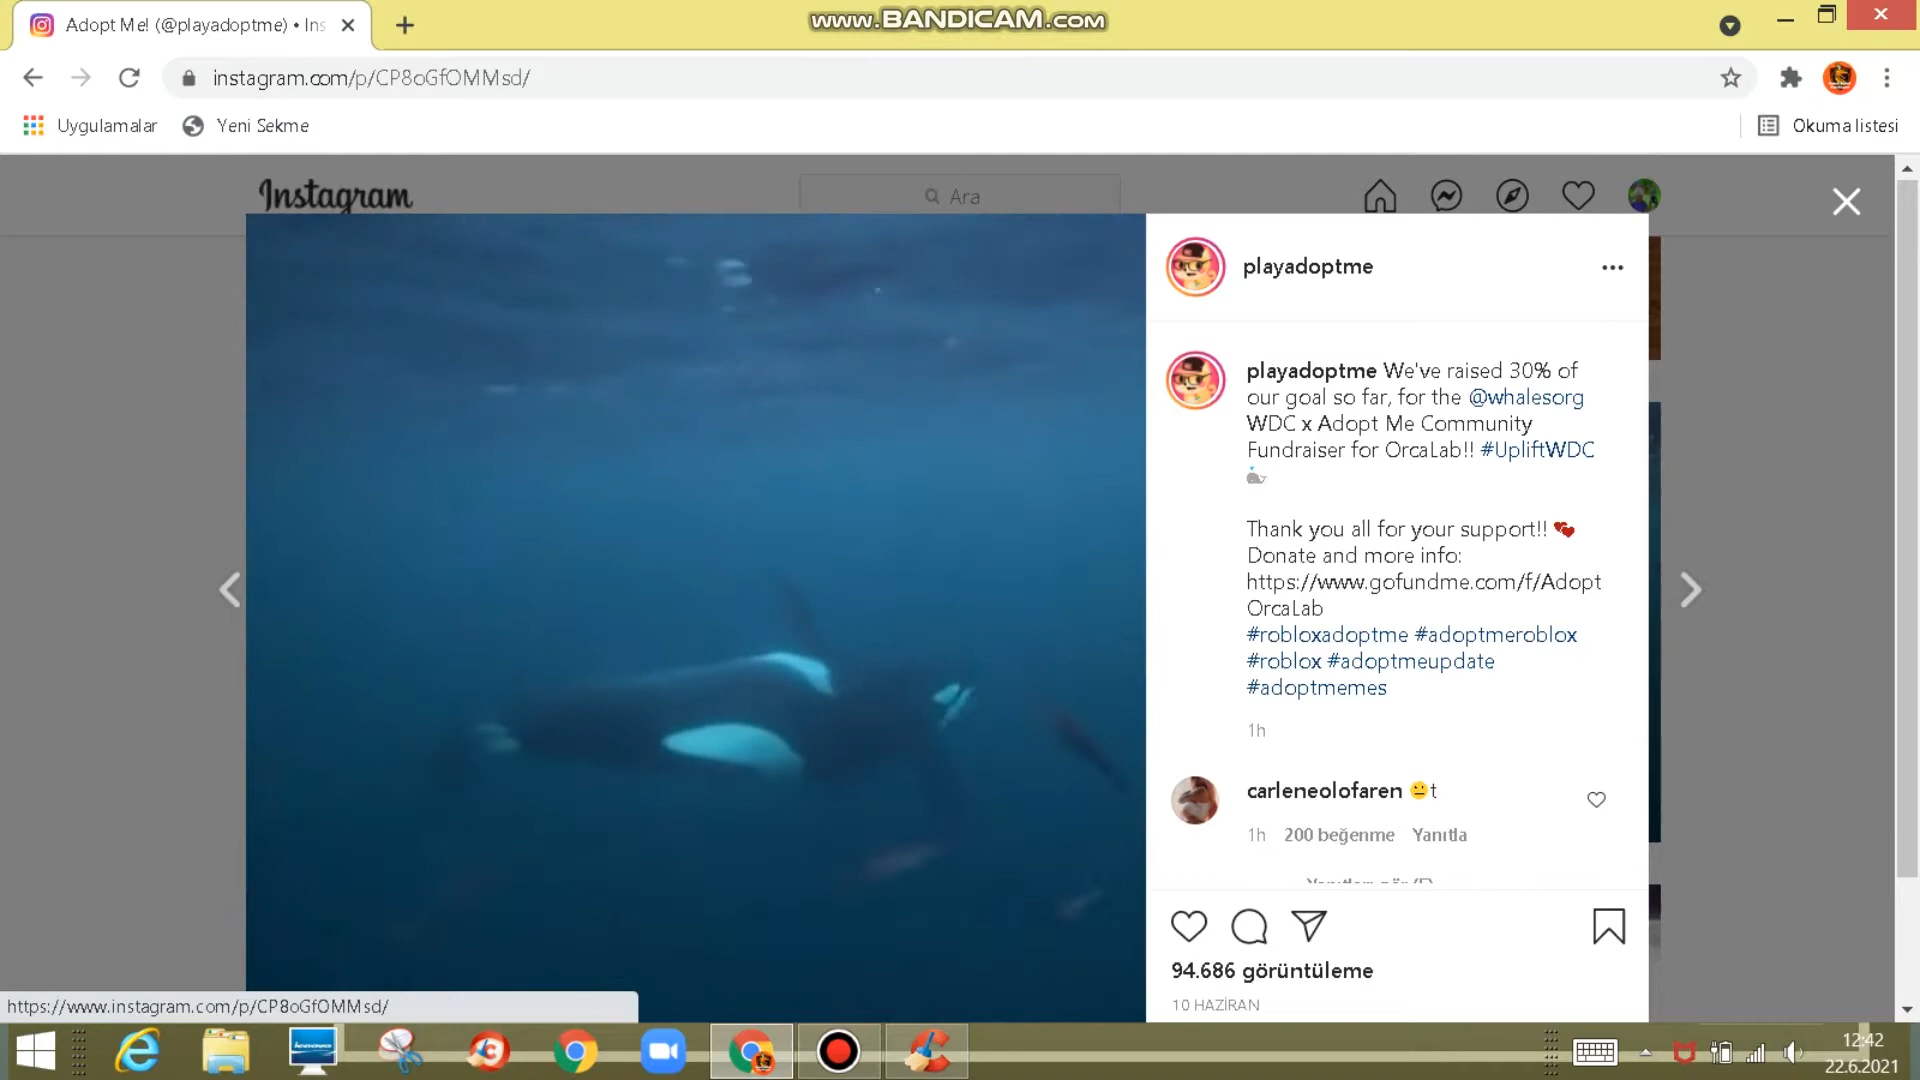 Adopt Me! (@playadoptme) • Ins
www.BANDICAM.com
instagram.com/p/CP8oGfOMMsd/
Uygulamalar
Yeni Sekme
Okuma listesi
Instagram
Ara
playadoptme
playadoptme We've raised 30% of
our goal so far, for the @whalesorg
WDC x Adopt Me Community
Fundraiser for OrcaLab!! #UpliftWDC
🐳
Thank you all for your support!! 💕
Donate and more info:
https://www.gofundme.com/f/Adopt
OrcaLab
#robloxadoptme #adoptmeroblox
#roblox #adoptmeupdate
#adoptmemes
1h
carleneolofaren 😐t
1h 200 beğenme Yanıtla
94.686 görüntüleme
10 HAZİRAN
https://www.instagram.com/p/CP8oGfOMMsd/
12:42
22.6.2021